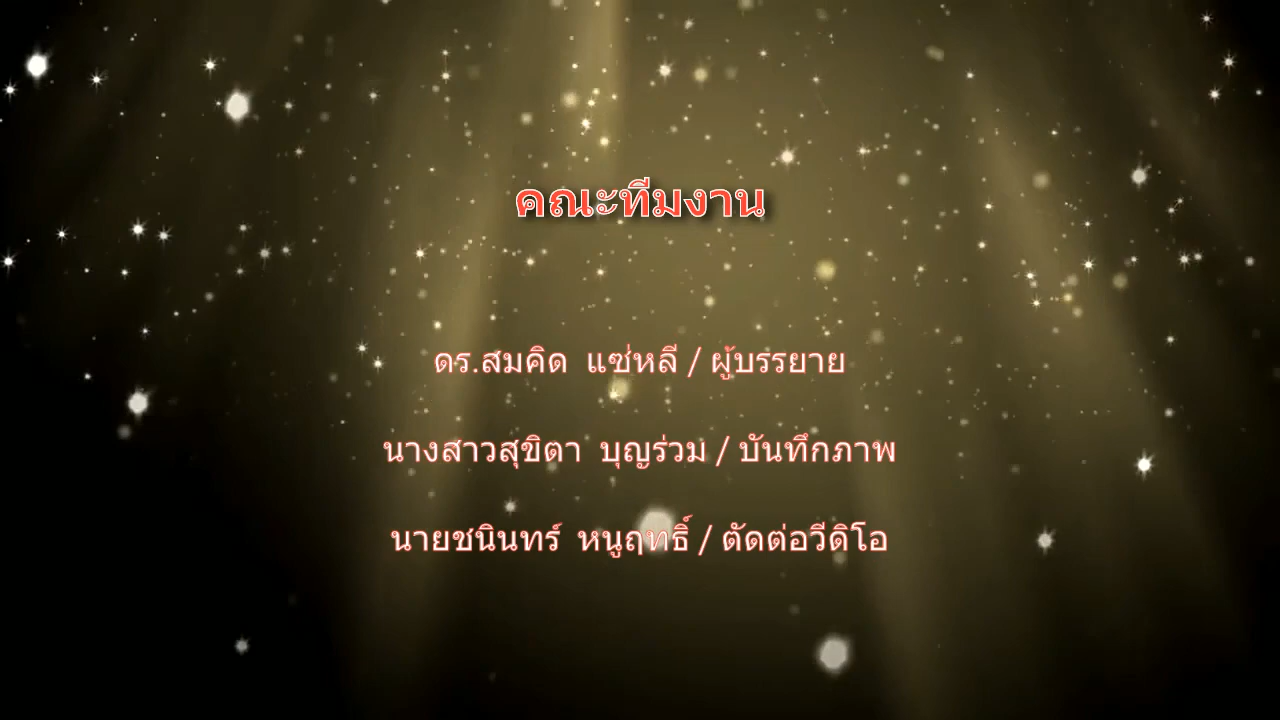 คณะทีมงาน
ดร.สมคิด แซ่หลี / ผู้บรรยาย
นางสาวสุขิตา บุญร่วม / บันทึกภาพ
นายชนินทร์ หนูฤทธิ์ / ตัดต่อวีดิโอ